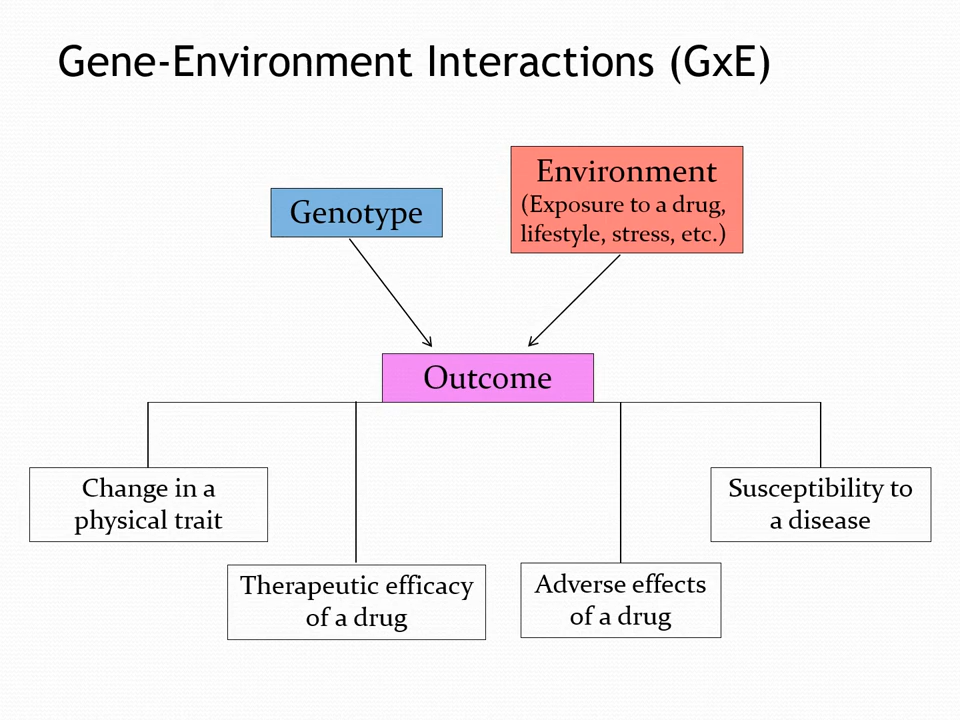 Gene-Environment Interactions (GxE)
Genotype
Environment
(Exposure to a drug,
lifestyle, stress, etc.)
Outcome
Change in a
physical trait
Therapeutic efficacy
of a drug
Adverse effects
of a drug
Susceptibility to
a disease